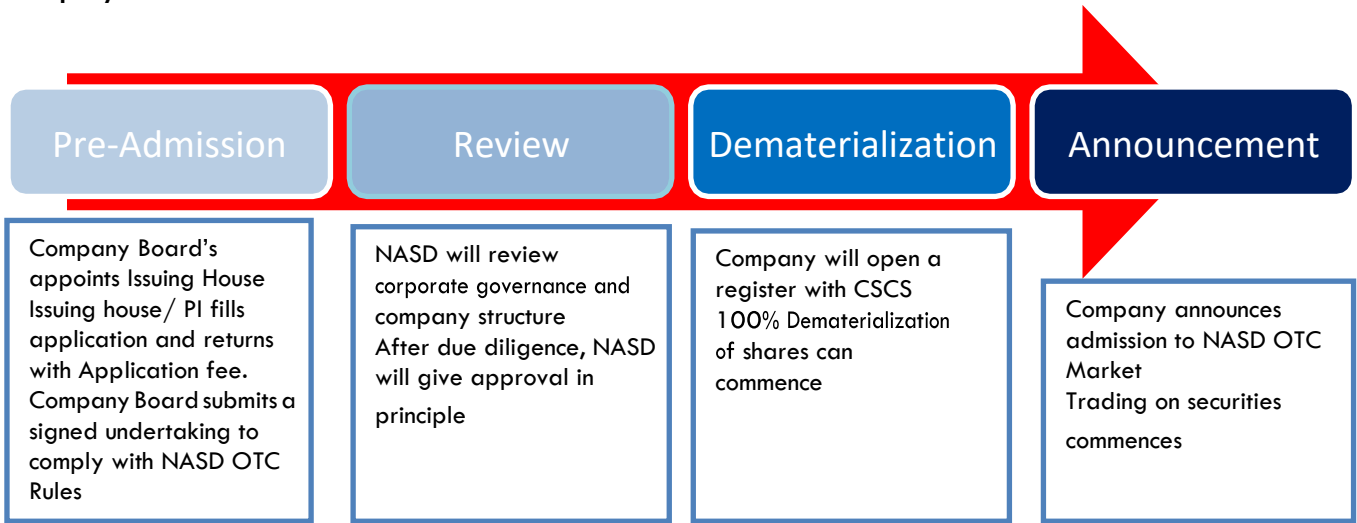 Pre-Admission
Review
Dematerialization
Announcement
Company Board's
appoints Issuing House
Issuing house/ PI fills
application and returns
with Application fee.
Company Board submits a
signed undertaking to
comply with NASD OTC
Rules
NASD will review
corporate governance and
company structure
After due diligence, NASD
will give approval in
principle
Company will open a
register with CSCS
100% Dematerialization
of shares can
commence
Company announces
admission to NASD OTC
Market
Trading on securities
commences